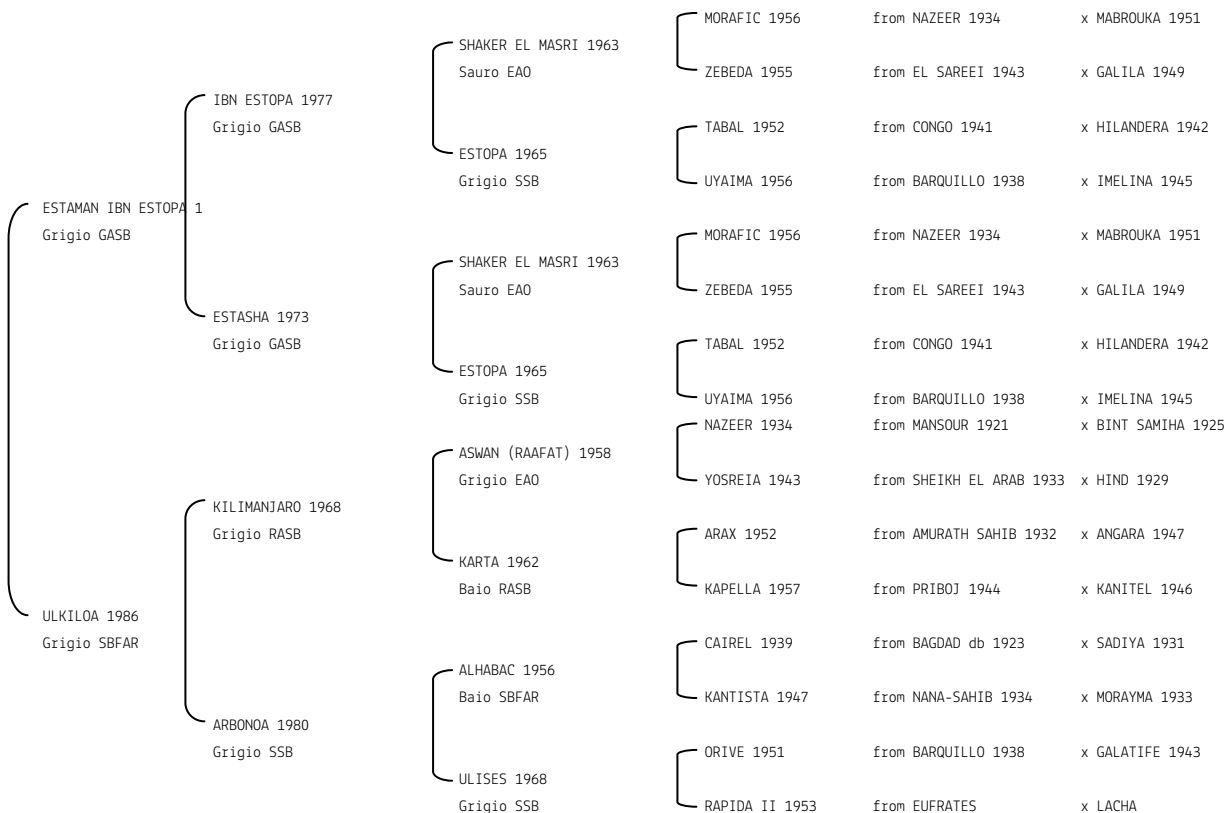 MORAFIC 1956 from NAZEER 1934 x MABROUKA 1951
SHAKER EL MASRI 1963
Sauro EAO
ZEBEDA 1955 from EL SAREEI 1943 x GALILA 1949
IBN ESTOPA 1977
Grigio GASB
TABAL 1952 from CONGO 1941 x HILANDERA 1942
ESTOPA 1965
Grigio SSB
UYAIMA 1956 from BARQUILLO 1938 x IMELINA 1945
ESTAMAN IBN ESTOPA 1
Grigio GASB
MORAFIC 1956 from NAZEER 1934 x MABROUKA 1951
SHAKER EL MASRI 1963
Sauro EAO
ZEBEDA 1955 from EL SAREEI 1943 x GALILA 1949
ESTASHA 1973
Grigio GASB
TABAL 1952 from CONGO 1941 x HILANDERA 1942
ESTOPA 1965
Grigio SSB
UYAIMA 1956 from BARQUILLO 1938 x IMELINA 1945
NAZEER 1934 from MANSOUR 1921 x BINT SAMIHA 1925
ASWAN (RAAFAT) 1958
Grigio EAO
YOSREIA 1943 from SHEIKH EL ARAB 1933 x HIND 1929
KILIMANJARO 1968
Grigio RASB
ARAX 1952 from AMURATH SAHIB 1932 x ANGARA 1947
KARTA 1962
Baio RASB
KAPELLA 1957 from PRIBOJ 1944 x KANITEL 1946
ULKILOA 1986
Grigio SBFAR
CAIREL 1939 from BAGDAD db 1923 x SADIYA 1931
ALHABAC 1956
Baio SBFAR
KANTISTA 1947 from NANA-SAHIB 1934 x MORAYMA 1933
ARBONOA 1980
Grigio SSB
ORIVE 1951 from BARQUILLO 1938 x GALATIFE 1943
ULISES 1968
Grigio SSB
RAPIDA II 1953 from EUFRATES x LACHA